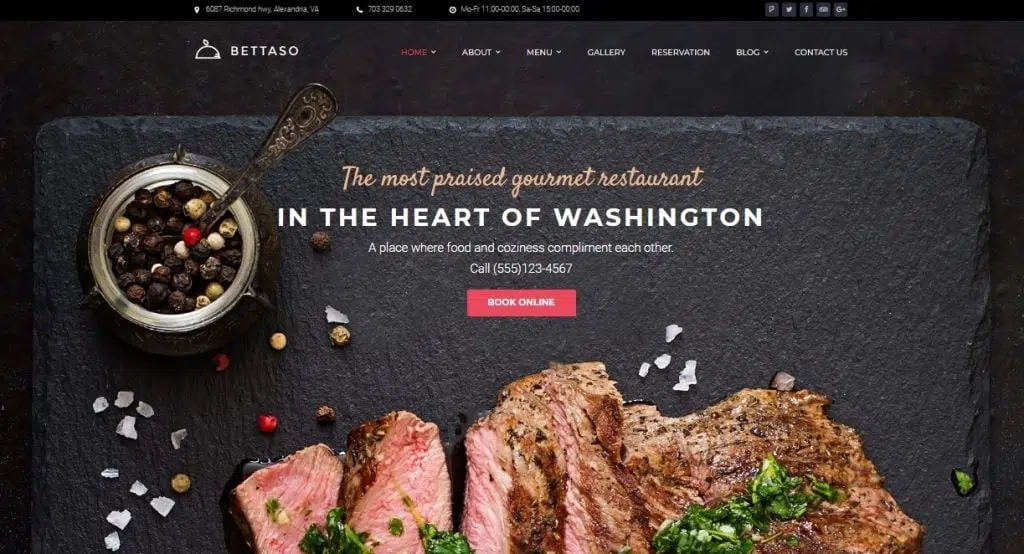 6087 Richmond hwy, Alexandria, VA
703 329 0632
Mo-Fr 11:00-00:00, Sa-Sa 15:00-00:00
BETTASO
HOME ABOUT MENU GALLERY RESERVATION BLOG CONTACT US
The most praised gourmet restaurant
IN THE HEART OF WASHINGTON
A place where food and coziness compliment each other.
Call (555)123-4567
BOOK ONLINE